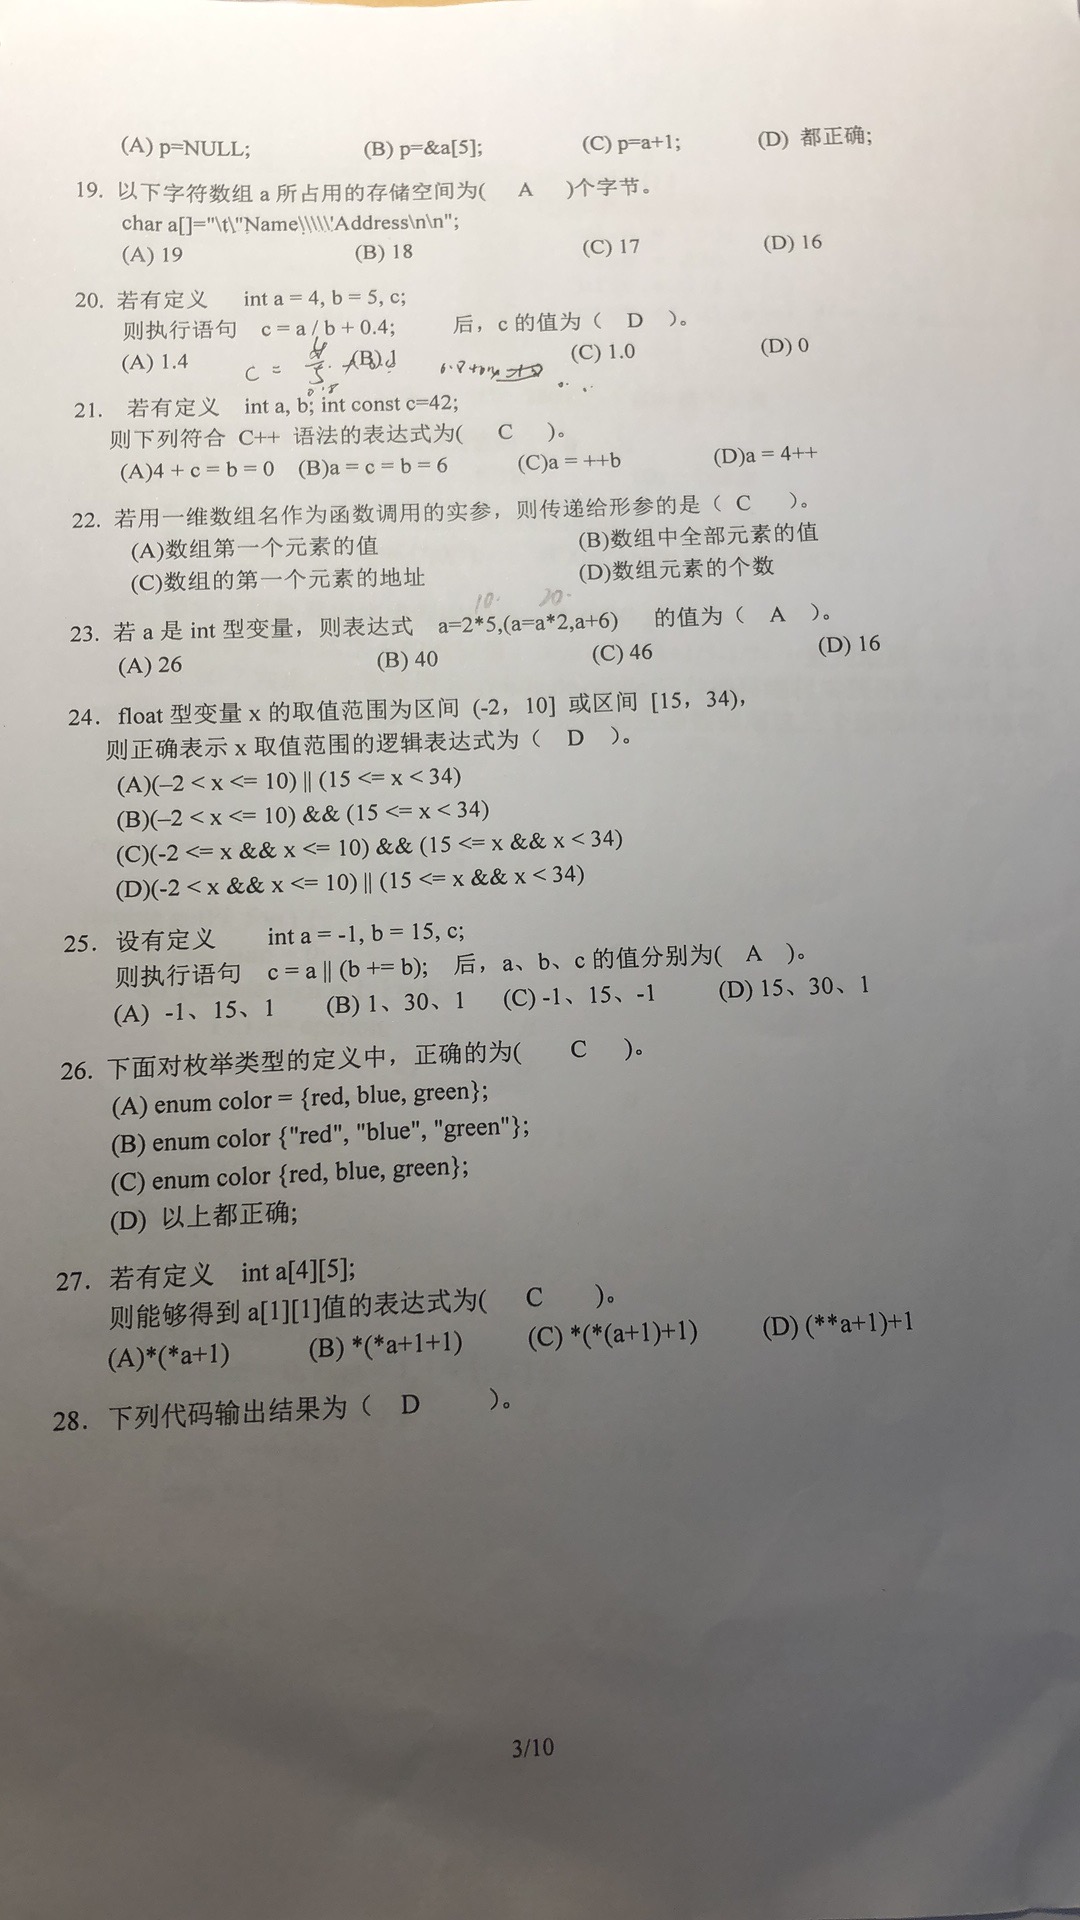 (A) p=NULL; (B) p=&a[5]; (C) p=a+1; (D) 都正确;
19. 以下字符数组 a 所占用的存储空间为( A )个字节。
char a[]="\t\"Name\\\\\'Address\n\n";
(A) 19 (B) 18 (C) 17 (D) 16
20. 若有定义 int a = 4, b = 5, c;
则执行语句 c = a / b + 0.4; 后，c 的值为（ D ）。
(A) 1.4 (B) 1 (C) 1.0 (D) 0
c = 4/5
0.8
21. 若有定义 int a, b; int const c=42;
则下列符合 C++ 语法的表达式为( C )。
(A)4 + c = b = 0 (B)a = c = b = 6 (C)a = ++b (D)a = 4++
22. 若用一维数组名作为函数调用的实参，则传递给形参的是（ C ）。
(A)数组第一个元素的值 (B)数组中全部元素的值
(C)数组的第一个元素的地址 (D)数组元素的个数
10. 20.
23. 若 a 是 int 型变量，则表达式 a=2*5,(a=a*2,a+6) 的值为（ A ）。
(A) 26 (B) 40 (C) 46 (D) 16
24. float 型变量 x 的取值范围为区间 (-2，10] 或区间 [15，34)，
则正确表示 x 取值范围的逻辑表达式为（ D ）。
(A)(–2 < x <= 10) || (15 <= x < 34)
(B)(–2 < x <= 10) && (15 <= x < 34)
(C)(-2 <= x && x <= 10) && (15 <= x && x < 34)
(D)(-2 < x && x <= 10) || (15 <= x && x < 34)
25. 设有定义 int a = -1, b = 15, c;
则执行语句 c = a || (b += b); 后，a、b、c 的值分别为( A )。
(A) -1、15、1 (B) 1、30、1 (C) -1、15、-1 (D) 15、30、1
26. 下面对枚举类型的定义中，正确的为( C )。
(A) enum color = {red, blue, green};
(B) enum color {"red", "blue", "green"};
(C) enum color {red, blue, green};
(D) 以上都正确;
27. 若有定义 int a[4][5];
则能够得到 a[1][1]值的表达式为( C )。
(A)*(*a+1) (B) *(*a+1+1) (C) *(*(a+1)+1) (D) (**a+1)+1
28. 下列代码输出结果为（ D ）。
3/10